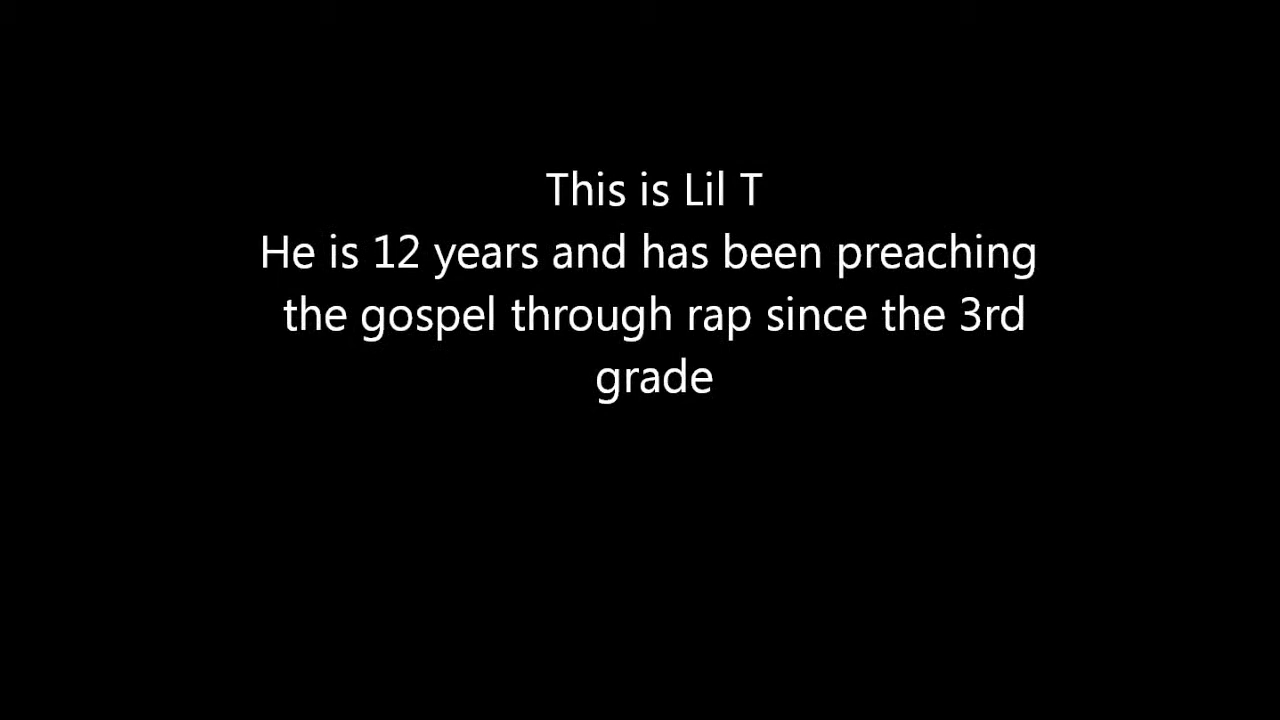 This is Lil T
He is 12 years and has been preaching
the gospel through rap since the 3rd
grade